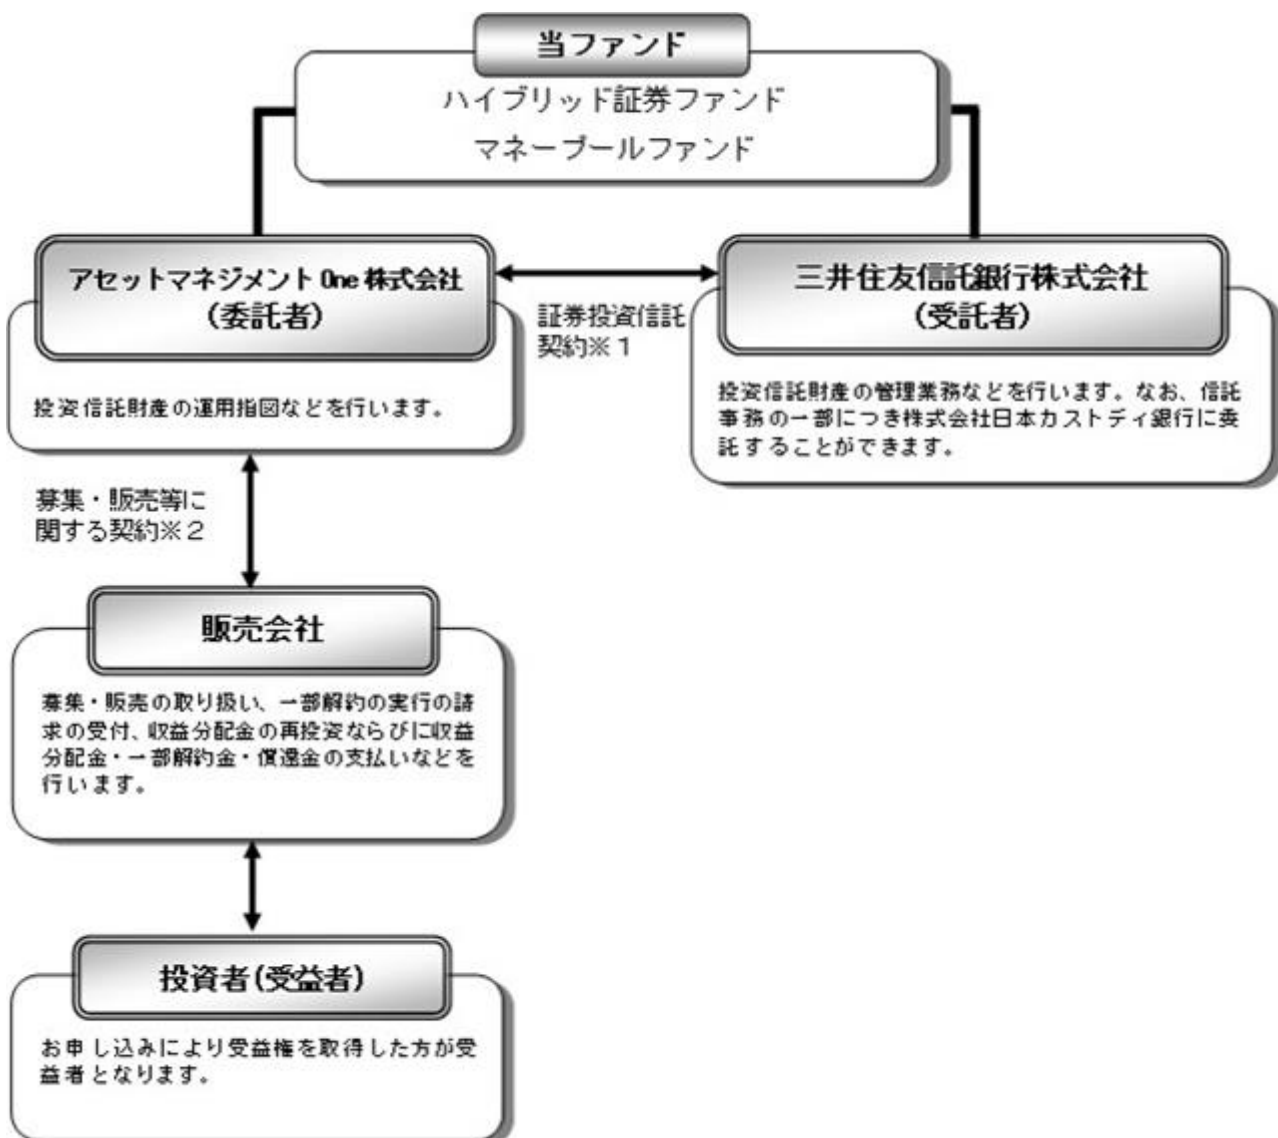 当ファンド
ハイブリッド証券ファンド
マネープールファンド
アセットマネジメント One 株式会社
(委託者)
投資信託財産の運用指図などを行います。
証券投資信託
契約※1
三井住友信託銀行株式会社
(受託者)
投資信託財産の管理業務などを行います。なお、信託
事務の一部につき株式会社日本カストディ銀行に委
託することができます。
募集・販売等に
関する契約※2
販売会社
募集・販売の取り扱い、一部解約の実行の請
求の受付、収益分配金の再投資ならびに収益
分配金・一部解約金・償還金の支払いなどを
行います。
投資者(受益者)
お申し込みにより受益権を取得した方が受
益者となります。